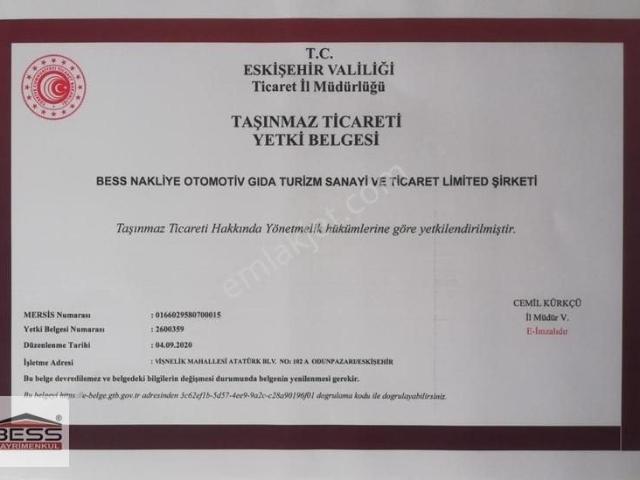 T.C.
ESKİŞEHİR VALİLİĞİ
Ticaret İl Müdürlüğü
TAŞINMAZ TİCARETİ
YETKİ BELGESİ
BESS NAKLİYE OTOMOTİV GIDA TURİZM SANAYİ VE TİCARET LİMİTED ŞİRKETİ
Taşınmaz Ticareti Hakkında Yönetmelik hükümlerine göre yetkilendirilmiştir.
emlakjet.com
CEMİL KÜRKÇÜ
İl Müdür V.
E-İmzalıdır
MERSİS Numarası : 0166029580700015
Yetki Belgesi Numarası : 2600359
Düzenlenme Tarihi : 04.09.2020
İşletme Adresi : VİŞNELİK MAHALLESİ ATATÜRK BLV. NO: 102 A ODUNPAZARI/ESKİŞEHİR
Bu belge devredilemez ve belgedeki bilgilerin değişmesi durumunda belgenin yenilenmesi gerekir.
Bu belgeyi https://e-belge.gtb.gov.tr adresinden 3c62ef1b-5d57-4ee9-9a2c-c28a90196f01 doğrulama kodu ile doğrulayabilirsiniz.
BESS
GAYRİMENKUL